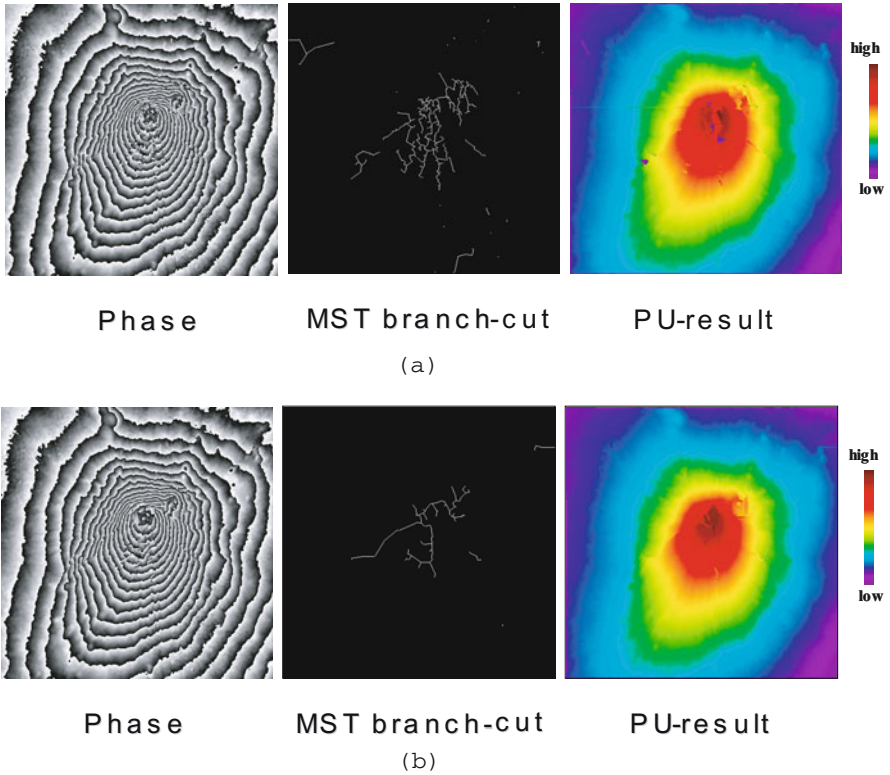 high
low
Phase MST branch-cut PU-result
(a)
high
low
Phase MST branch-cut PU-result
(b)